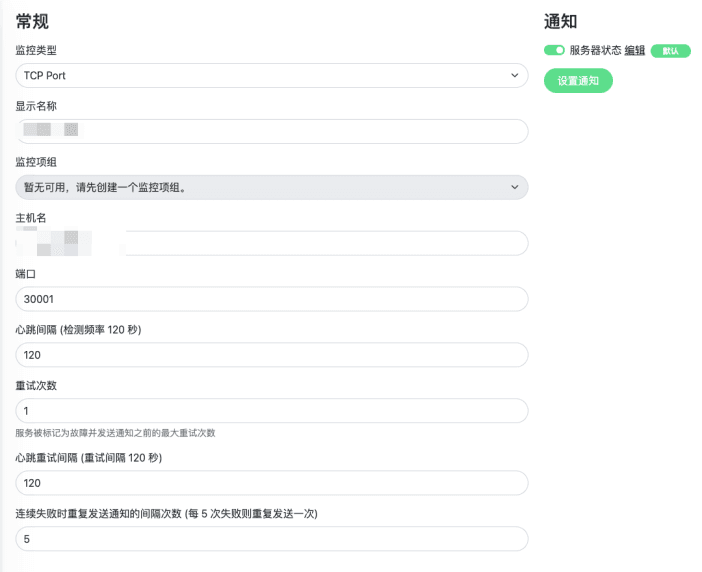 常规
监控类型
TCP Port
显示名称
监控项组
暂无可用，请先创建一个监控项组。
主机名
端口
30001
心跳间隔 (检测频率 120 秒)
120
重试次数
1
服务被标记为故障并发送通知之前的最大重试次数
心跳重试间隔 (重试间隔 120 秒)
120
连续失败时重复发送通知的间隔次数 (每 5 次失败则重复发送一次)
5
通知
服务器状态 编辑 默认
设置通知